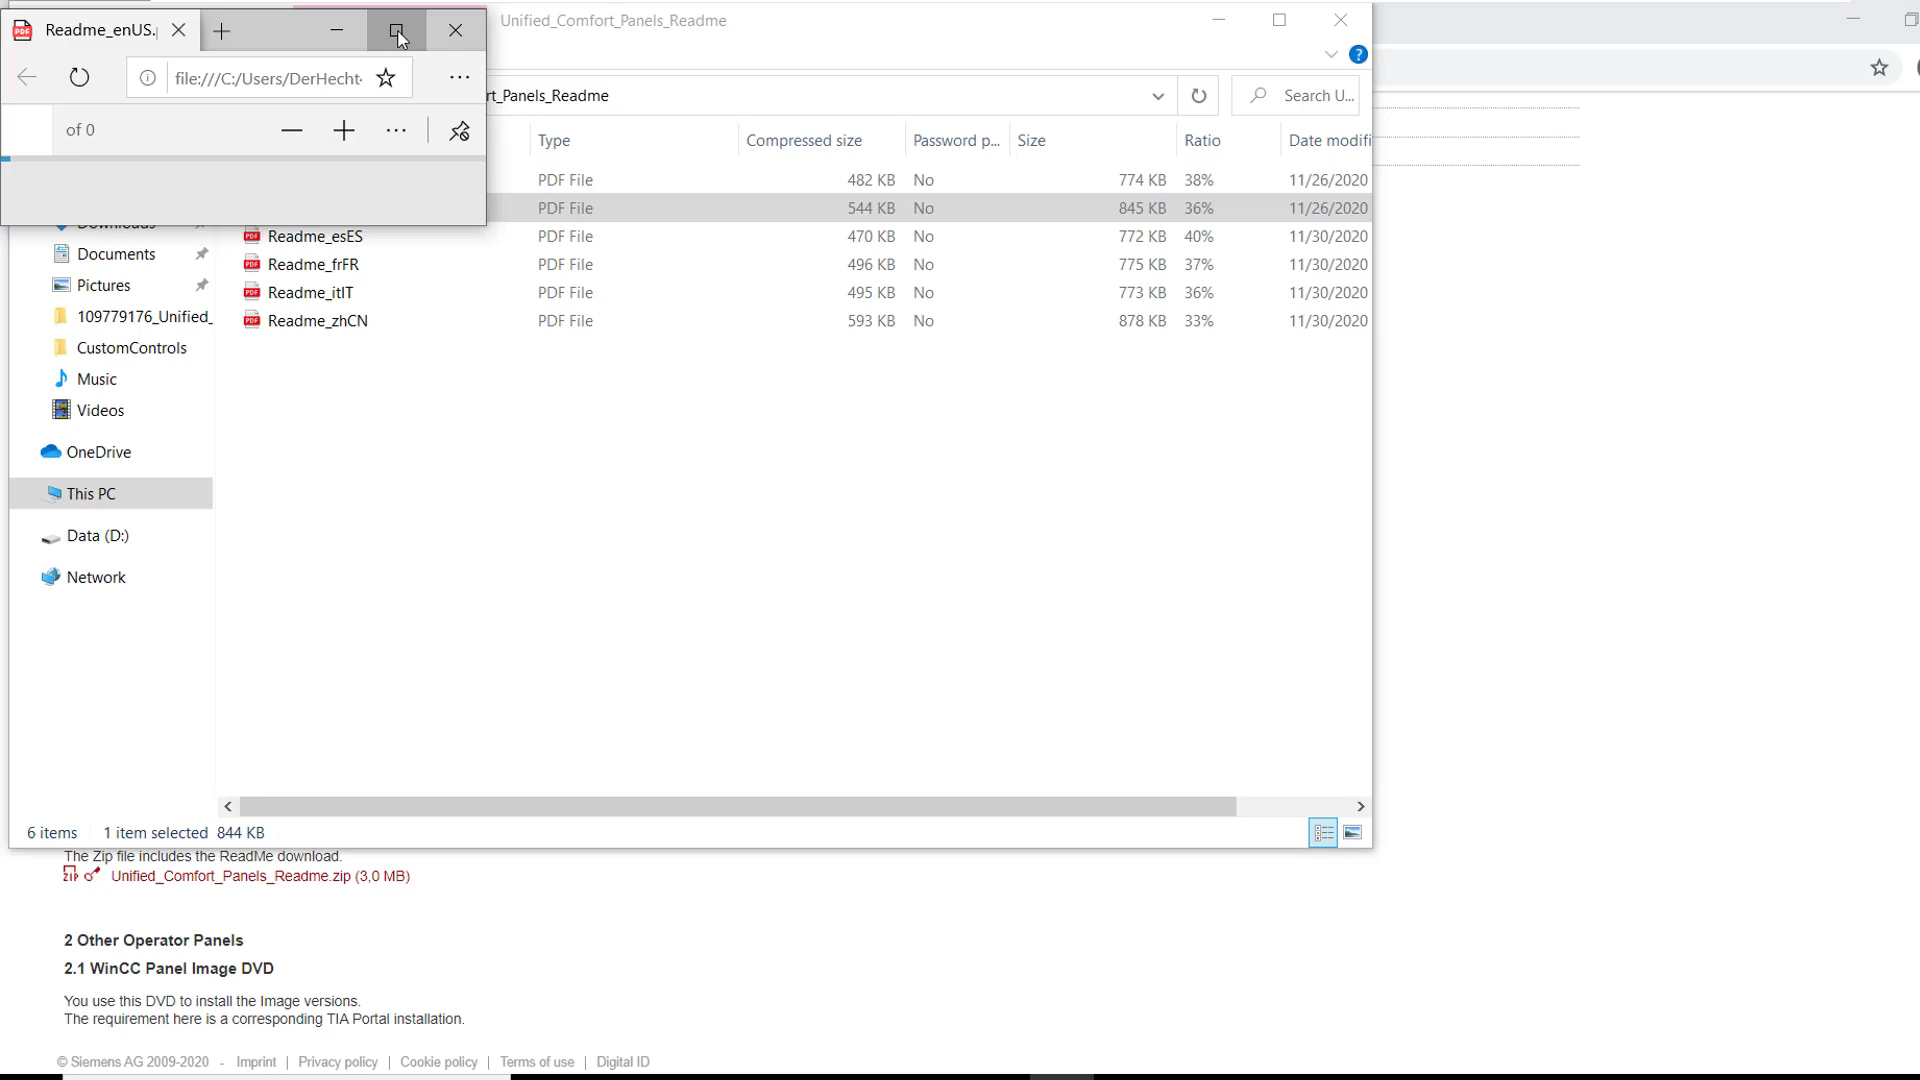 Readme_enUS.p
file:///C:/Users/DerHecht
of 0
Unified_Comfort_Panels_Readme
rt_Panels_Readme
Search U...
Type Compressed size Password p... Size Ratio Date modifi
PDF File 482 KB No 774 KB 38% 11/26/2020
PDF File 544 KB No 845 KB 36% 11/26/2020
Readme_esES PDF File 470 KB No 772 KB 40% 11/30/2020
Readme_frFR PDF File 496 KB No 775 KB 37% 11/30/2020
Readme_itIT PDF File 495 KB No 773 KB 36% 11/30/2020
Readme_zhCN PDF File 593 KB No 878 KB 33% 11/30/2020
Downloads
Documents
Pictures
109779176_Unified_
CustomControls
Music
Videos
OneDrive
This PC
Data (D:)
Network
6 items 1 item selected 844 KB
The Zip file includes the ReadMe download.
ZIP Unified_Comfort_Panels_Readme.zip (3,0 MB)
2 Other Operator Panels
2.1 WinCC Panel Image DVD
You use this DVD to install the Image versions.
The requirement here is a corresponding TIA Portal installation.
© Siemens AG 2009-2020 - Imprint | Privacy policy | Cookie policy | Terms of use | Digital ID